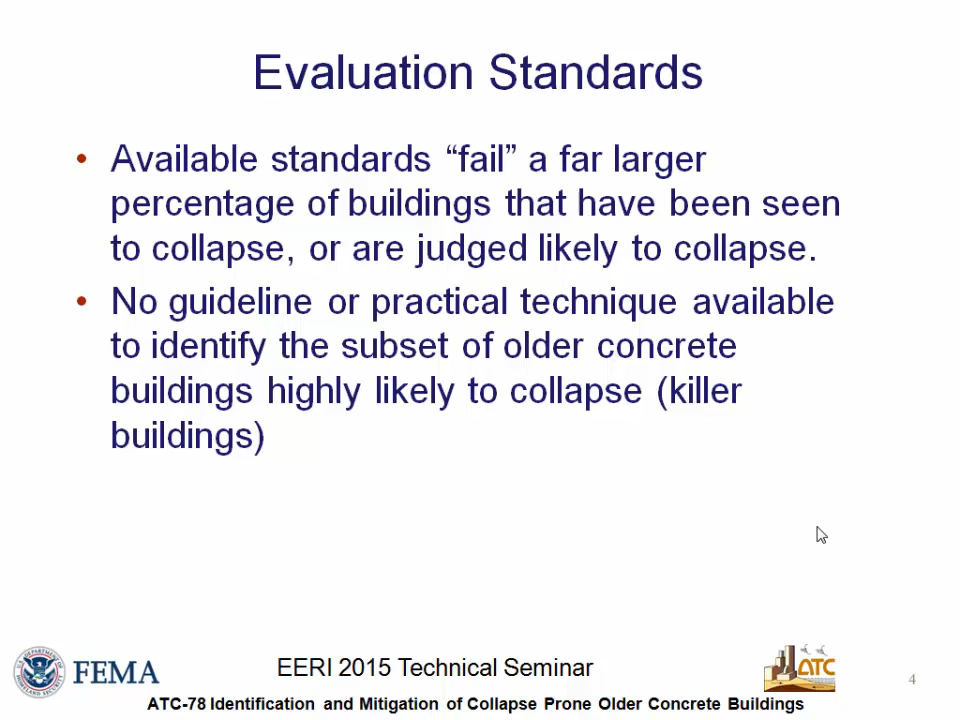 Evaluation Standards
• Available standards “fail” a far larger
percentage of buildings that have been seen
to collapse, or are judged likely to collapse.
• No guideline or practical technique available
to identify the subset of older concrete
buildings highly likely to collapse (killer
buildings)
FEMA
EERI 2015 Technical Seminar
ATC
4
ATC-78 Identification and Mitigation of Collapse Prone Older Concrete Buildings